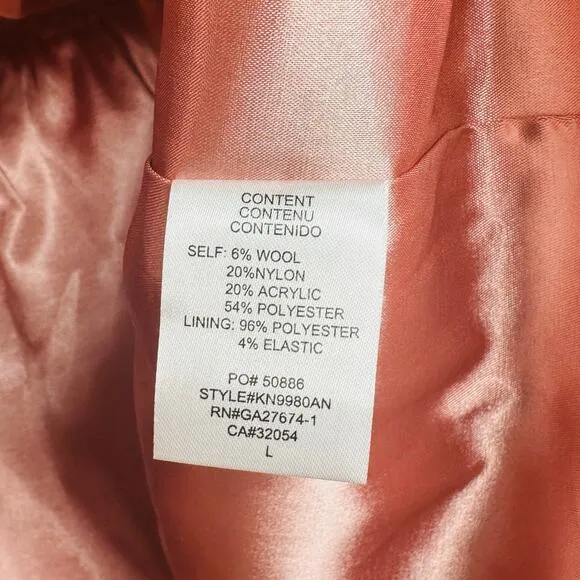 CONTENT
CONTENU
CONTENIDO
SELF: 6% WOOL
20%NYLON
20% ACRYLIC
54% POLYESTER
LINING: 96% POLYESTER
4% ELASTIC
PO# 50886
STYLE#KN9980AN
RN#GA27674-1
CA#32054
L